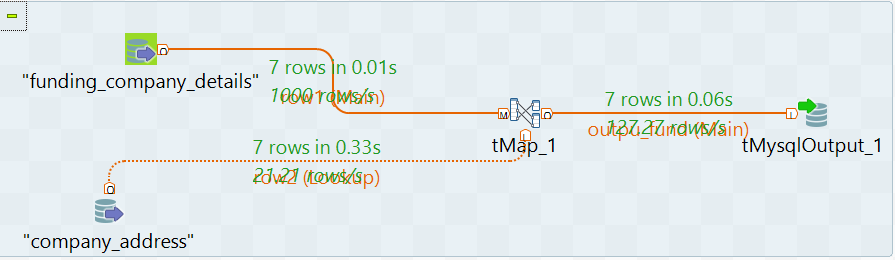 "funding_company_details"
7 rows in 0.01s
1000 rows/s
row1 (Main)
7 rows in 0.06s
127.27 rows/s
outpu_fund (Main)
tMap_1
tMysqlOutput_1
7 rows in 0.33s
21.21 rows/s
row2 (Lookup)
"company_address"